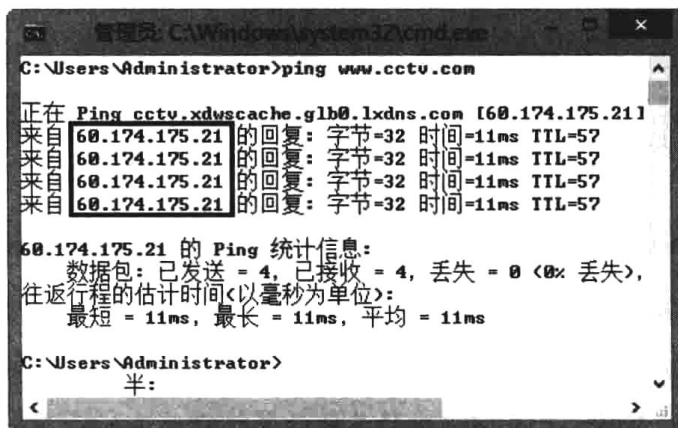 管理员: C:\Windows\system32\cmd.exe
C:\Users\Administrator>ping www.cctv.com
正在 Ping cctv.xdwscache.glb0.lxdns.com [60.174.175.21]
来自 60.174.175.21 的回复: 字节=32 时间=11ms TTL=57
来自 60.174.175.21 的回复: 字节=32 时间=11ms TTL=57
来自 60.174.175.21 的回复: 字节=32 时间=11ms TTL=57
来自 60.174.175.21 的回复: 字节=32 时间=11ms TTL=57
60.174.175.21 的 Ping 统计信息:
数据包: 已发送 = 4, 已接收 = 4, 丢失 = 0 (0% 丢失),
往返行程的估计时间(以毫秒为单位):
最短 = 11ms, 最长 = 11ms, 平均 = 11ms
C:\Users\Administrator>
半: